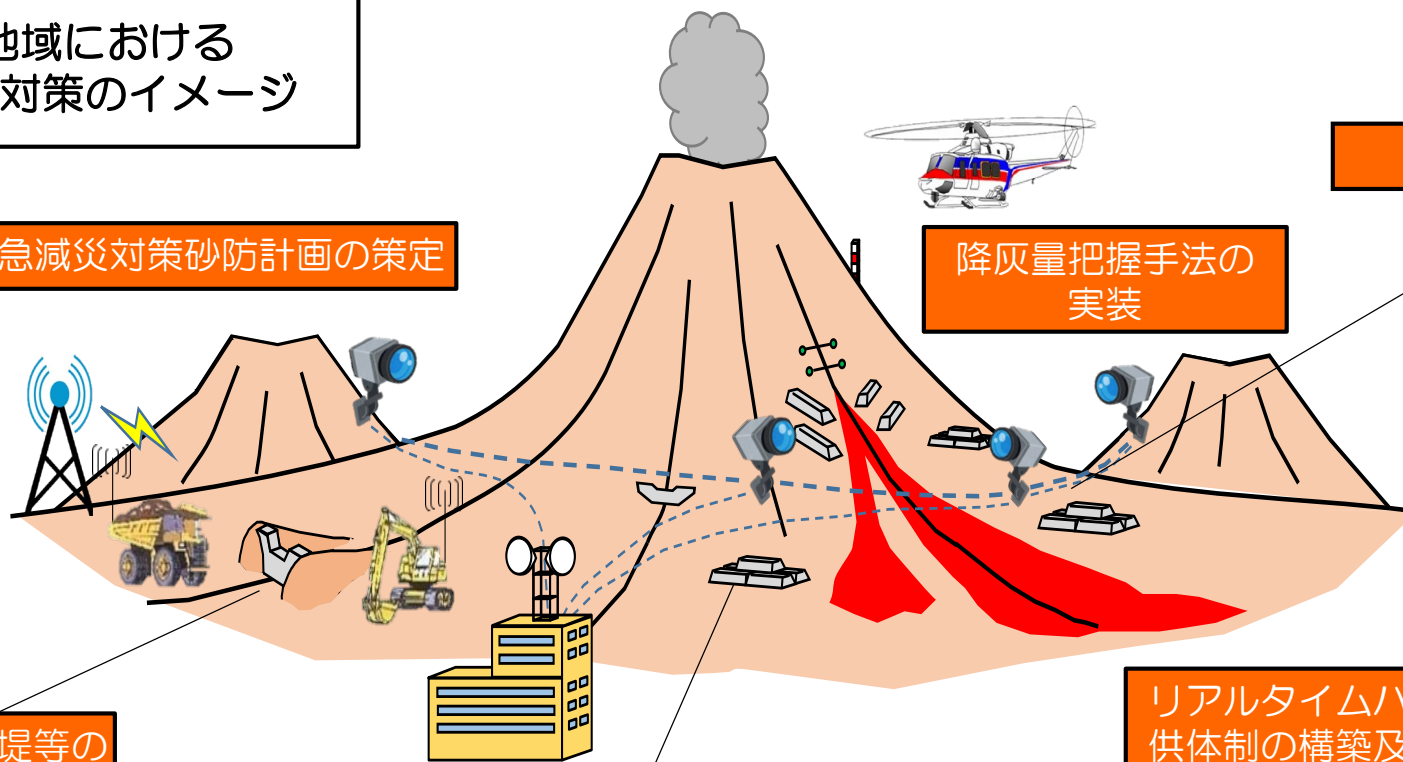 地域における
対策のイメージ
急減災対策砂防計画の策定
降灰量把握手法の
実装
堤等の
リアルタイムハ
供体制の構築及